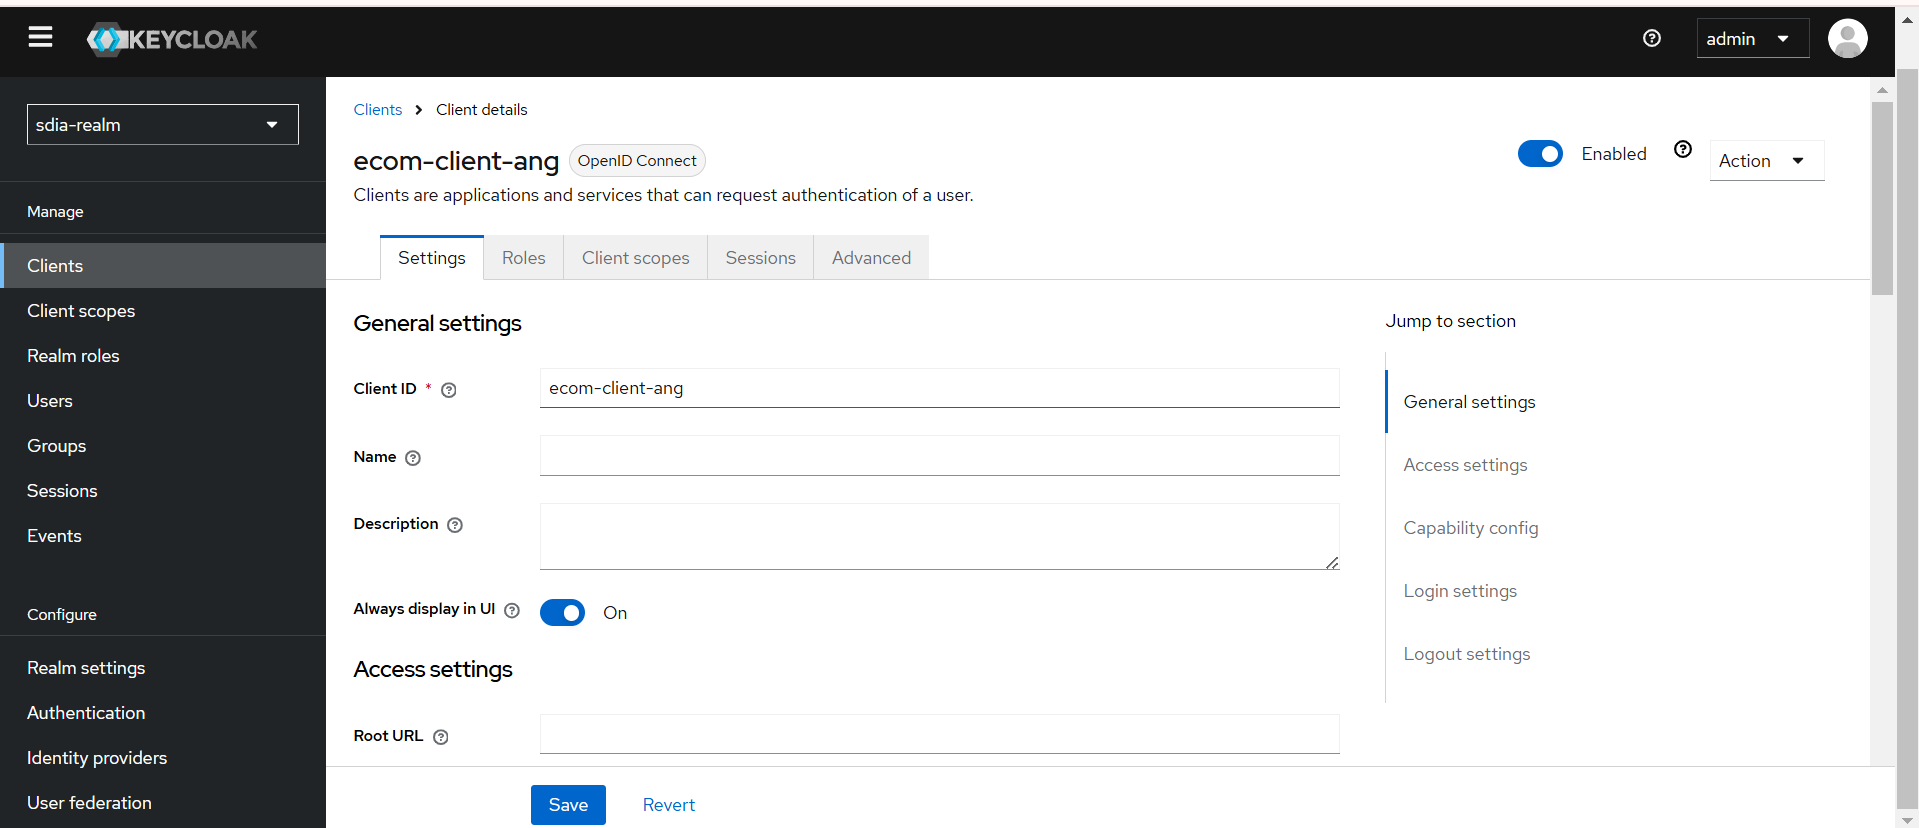 KEYCLOAK
admin
sdia-realm
Manage
Clients
Client scopes
Realm roles
Users
Groups
Sessions
Events
Configure
Realm settings
Authentication
Identity providers
User federation
Clients > Client details
ecom-client-ang OpenID Connect
Enabled
Action
Clients are applications and services that can request authentication of a user.
Settings Roles Client scopes Sessions Advanced
General settings
Client ID * ecom-client-ang
Name
Description
Always display in UI On
Access settings
Root URL
Save Revert
Jump to section
General settings
Access settings
Capability config
Login settings
Logout settings